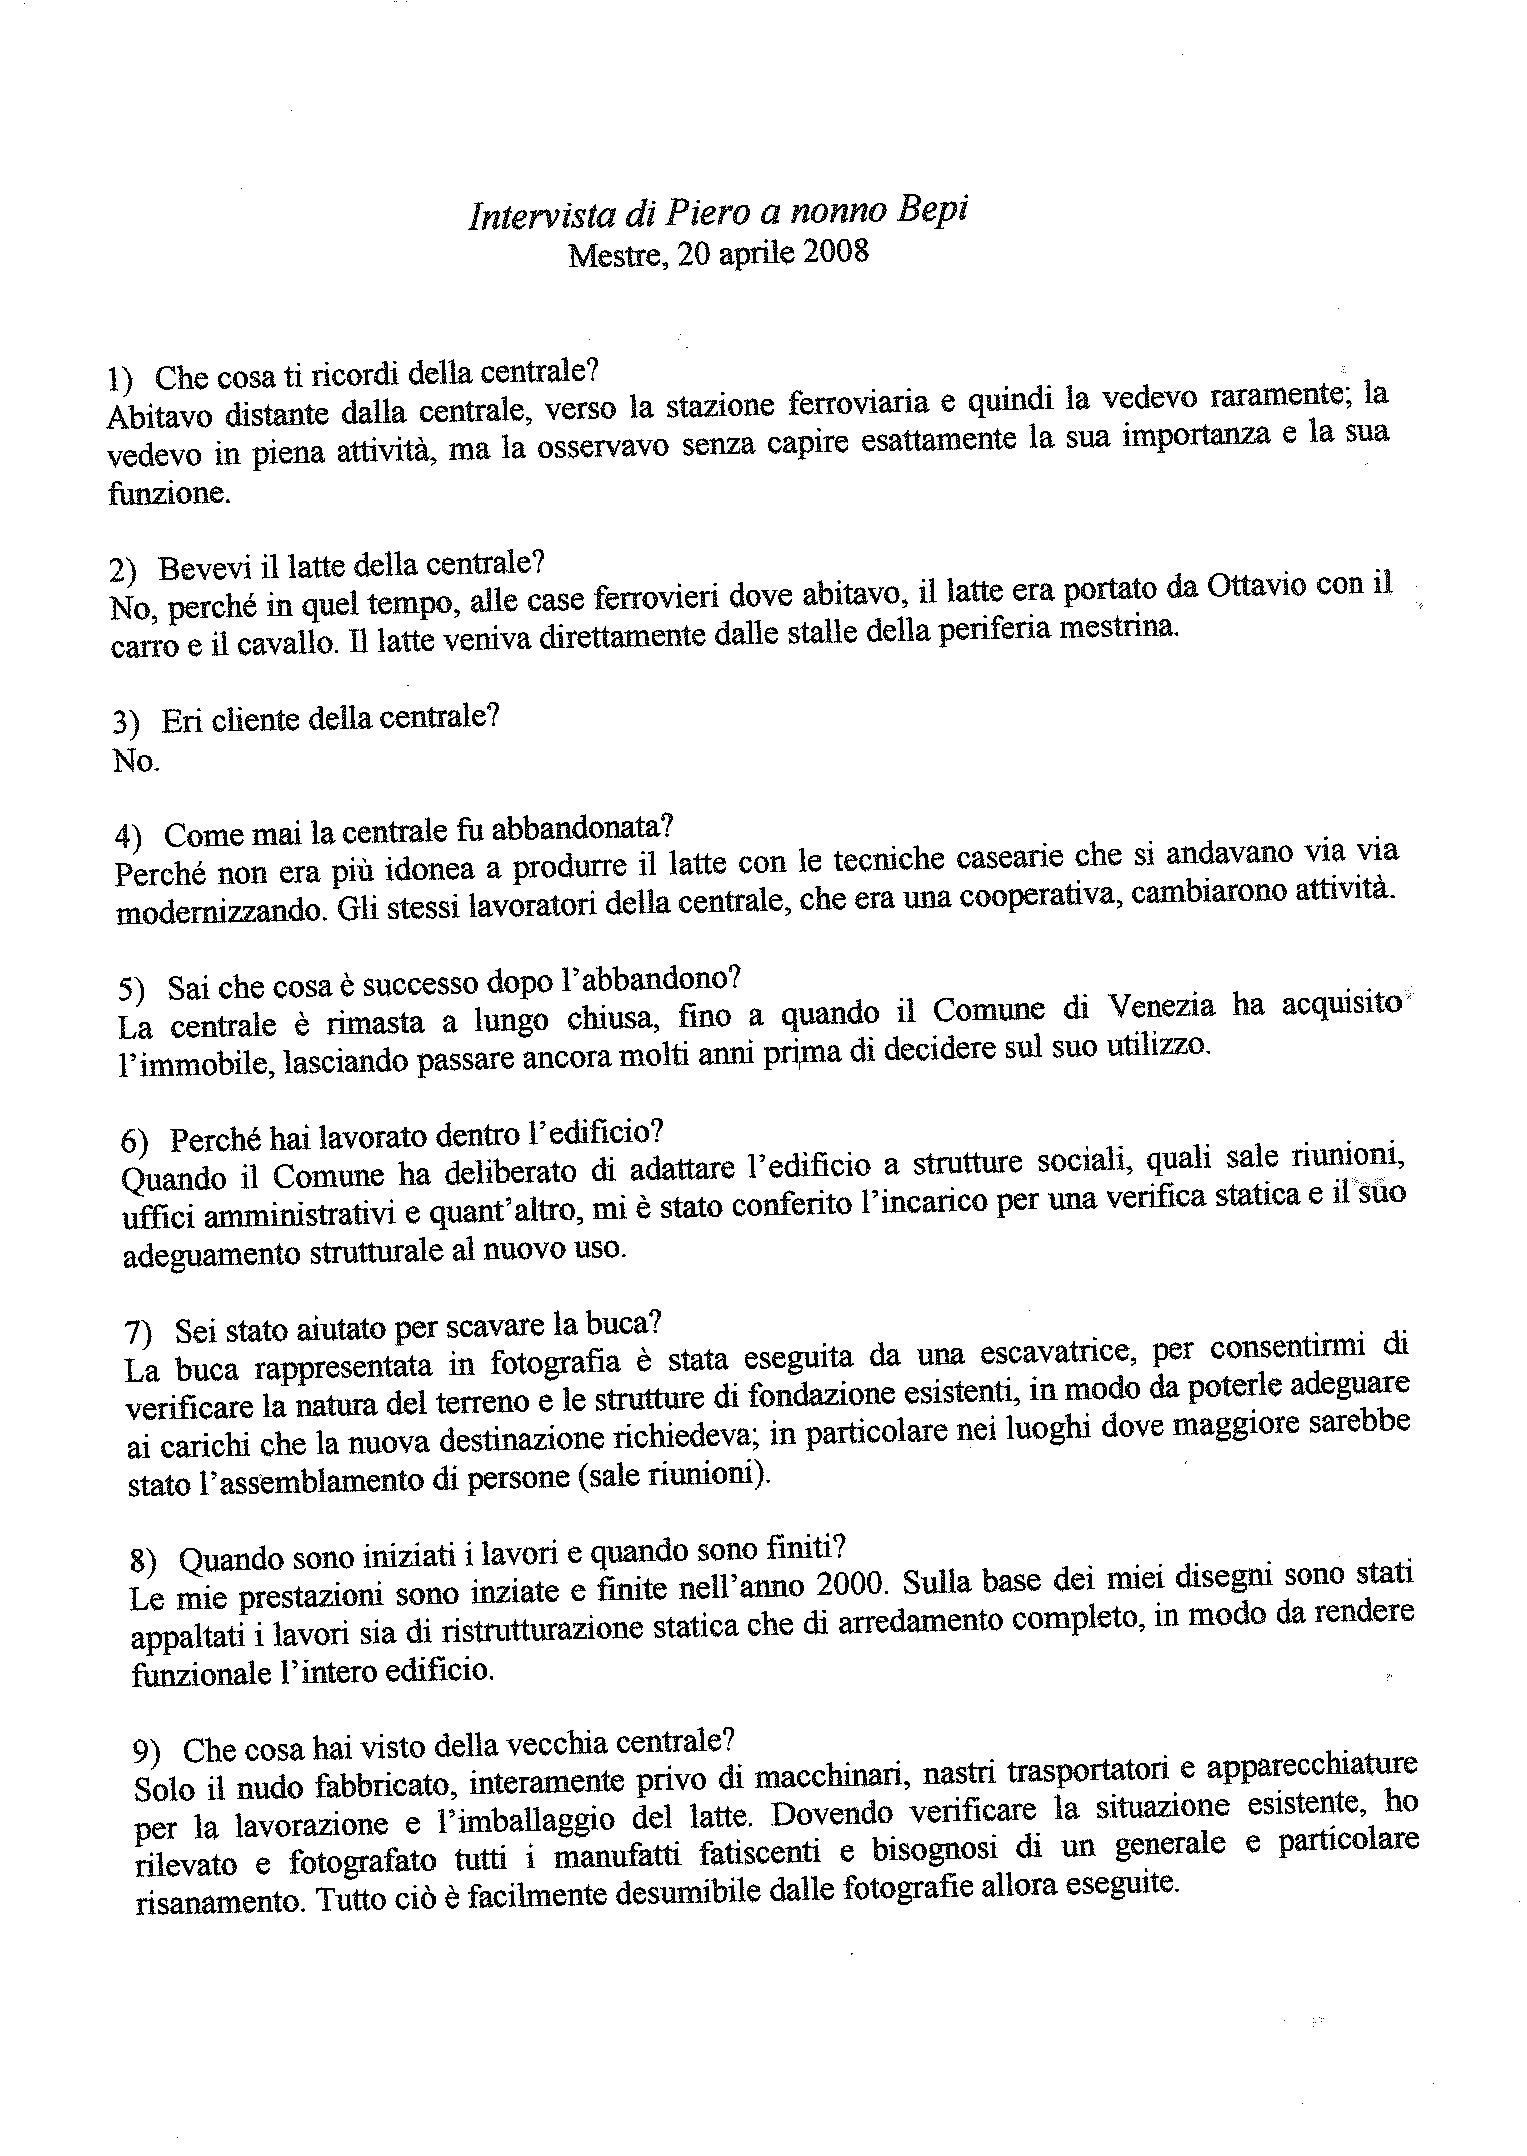 Intervista di Piero a nonno Bepi
Mestre, 20 aprile 2008
1) Che cosa ti ricordi della centrale?
Abitavo distante dalla centrale, verso la stazione ferroviaria e quindi la vedevo raramente; la
vedevo in piena attività, ma la osservavo senza capire esattamente la sua importanza e la sua
funzione.
2) Bevevi il latte della centrale?
No, perché in quel tempo, alle case ferrovieri dove abitavo, il latte era portato da Ottavio con il
carro e il cavallo. Il latte veniva direttamente dalle stalle della periferia mestrina.
3) Eri cliente della centrale?
No.
4) Come mai la centrale fu abbandonata?
Perché non era più idonea a produrre il latte con le tecniche casearie che si andavano via via
modernizzando. Gli stessi lavoratori della centrale, che era una cooperativa, cambiarono attività.
5) Sai che cosa è successo dopo l'abbandono?
La centrale è rimasta a lungo chiusa, fino a quando il Comune di Venezia ha acquisito
l'immobile, lasciando passare ancora molti anni prima di decidere sul suo utilizzo.
6) Perché hai lavorato dentro l'edificio?
Quando il Comune ha deliberato di adattare l'edificio a strutture sociali, quali sale riunioni,
uffici amministrativi e quant'altro, mi è stato conferito l'incarico per una verifica statica e il suo
adeguamento strutturale al nuovo uso.
7) Sei stato aiutato per scavare la buca?
La buca rappresentata in fotografia è stata eseguita da una escavatrice, per consentirmi di
verificare la natura del terreno e le strutture di fondazione esistenti, in modo da poterle adeguare
ai carichi che la nuova destinazione richiedeva; in particolare nei luoghi dove maggiore sarebbe
stato l'assemblamento di persone (sale riunioni).
8) Quando sono iniziati i lavori e quando sono finiti?
Le mie prestazioni sono inziate e finite nell'anno 2000. Sulla base dei miei disegni sono stati
appaltati i lavori sia di ristrutturazione statica che di arredamento completo, in modo da rendere
funzionale l'intero edificio.
9) Che cosa hai visto della vecchia centrale?
Solo il nudo fabbricato, interamente privo di macchinari, nastri trasportatori e apparecchiature
per la lavorazione e l'imballaggio del latte. Dovendo verificare la situazione esistente, ho
rilevato e fotografato tutti i manufatti fatiscenti e bisognosi di un generale e particolare
risanamento. Tutto ciò è facilmente desumibile dalle fotografie allora eseguite.